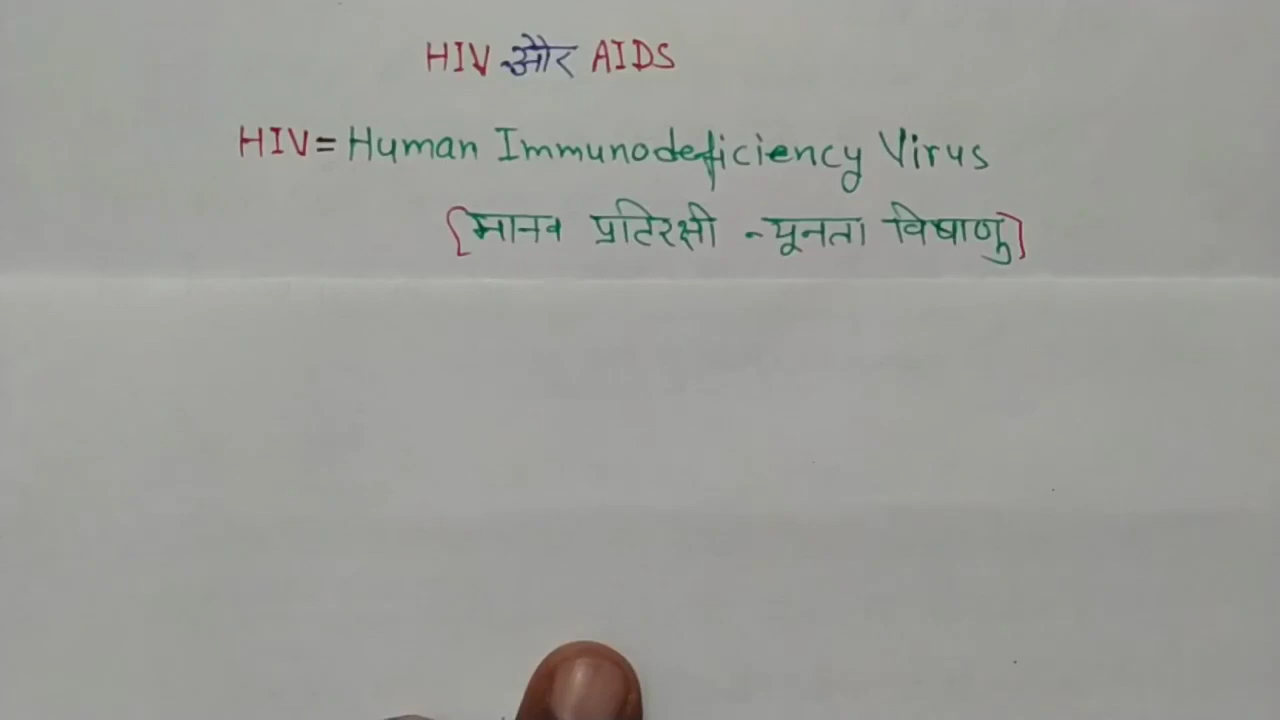 HIV और AIDS
HIV = Human Immunodeficiency Virus
[मानव प्रतिरक्षी न्यूनता विषाणु]